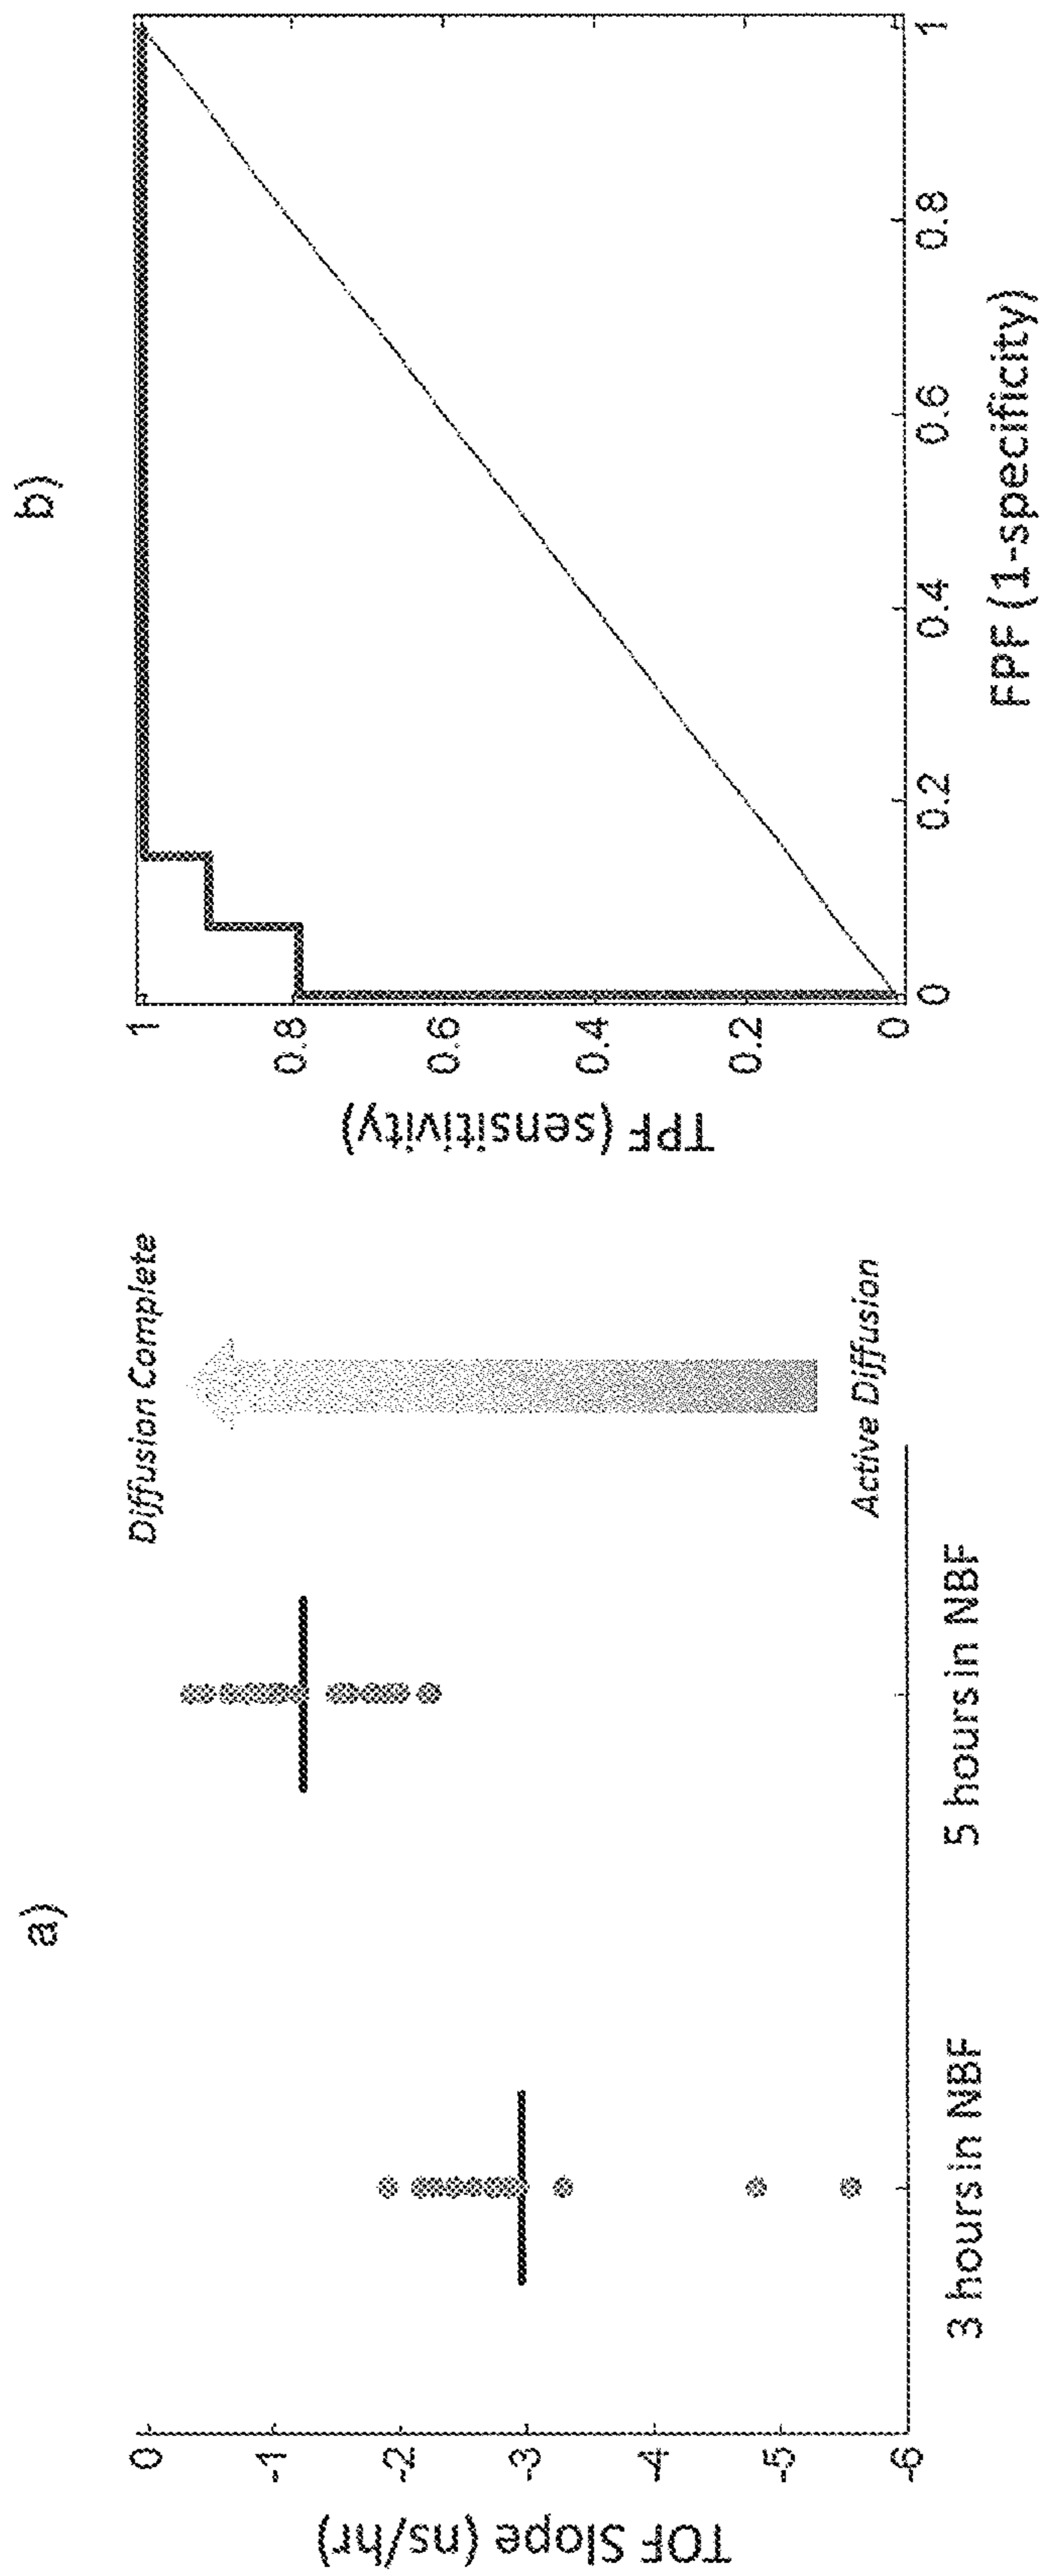 a)
TOF Slope (ns/hr)
-0
-1
-2
-3
-4
-5
-6
3 hours in NBF
5 hours in NBF
Diffusion Complete
Active Diffusion
b)
TPF (sensitivity)
1
0.8
0.6
0.4
0.2
0
0
0.2
0.4
0.6
0.8
1
FPF (1-specificity)